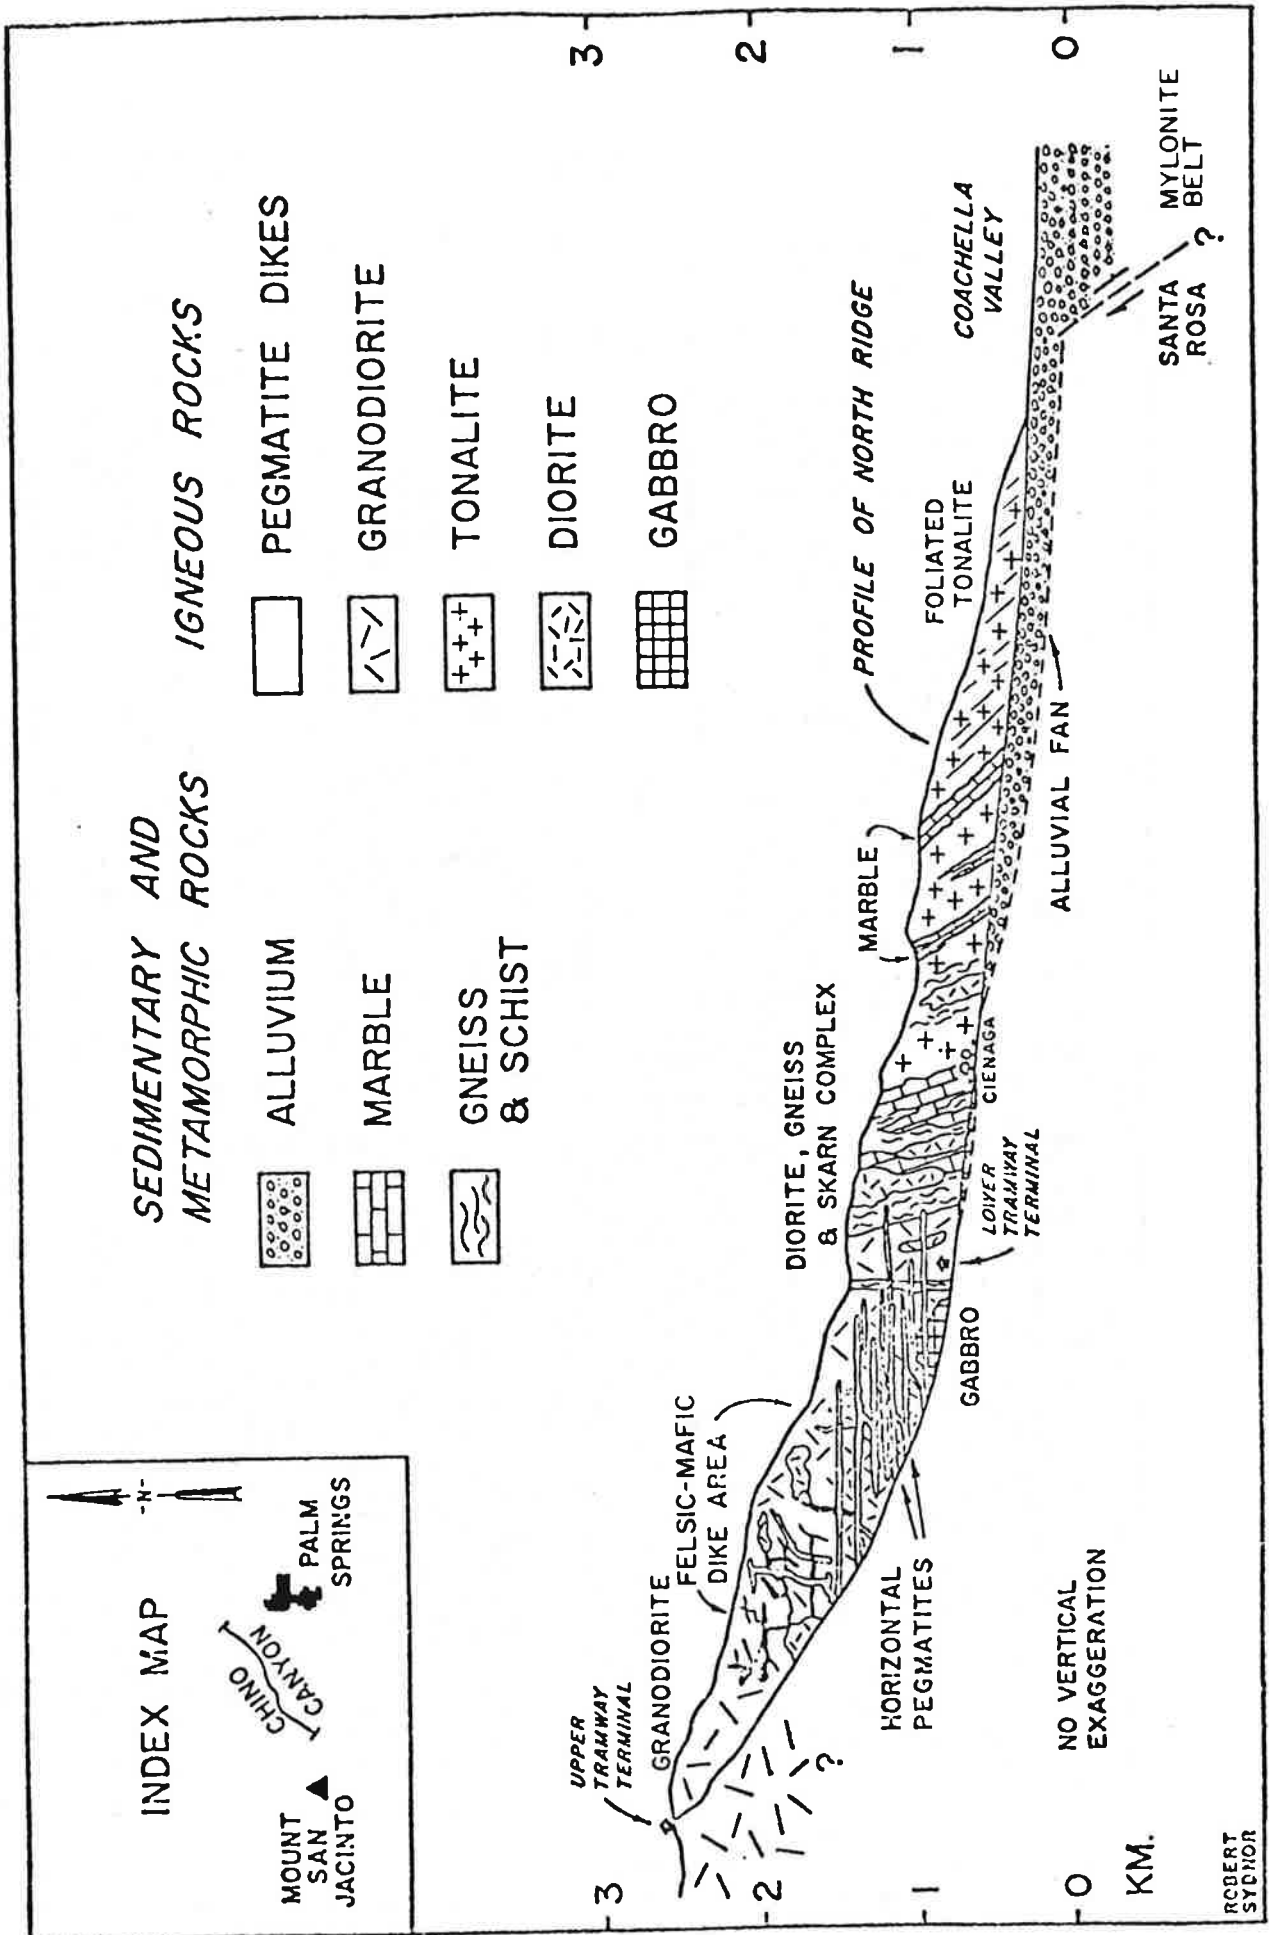 INDEX MAP
-N-
MOUNT
SAN
JACINTO
CHINO
CANYON
PALM
SPRINGS
SEDIMENTARY AND
METAMORPHIC ROCKS
ALLUVIUM
MARBLE
GNEISS
& SCHIST
IGNEOUS ROCKS
PEGMATITE DIKES
GRANODIORITE
TONALITE
DIORITE
GABBRO
3
2
1
0
KM.
UPPER
TRAMWAY
TERMINAL
GRANODIORITE
FELSIC-MAFIC
DIKE AREA
DIORITE, GNEISS
& SKARN COMPLEX
MARBLE
PROFILE OF NORTH RIDGE
FOLIATED
TONALITE
COACHELLA
VALLEY
3
2
1
0
?
HORIZONTAL
PEGMATITES
GABBRO
LOWER
TRAMWAY
TERMINAL
CIENAGA
ALLUVIAL FAN
SANTA
ROSA
MYLONITE
BELT
?
NO VERTICAL
EXAGGERATION
ROBERT
SYDNOR